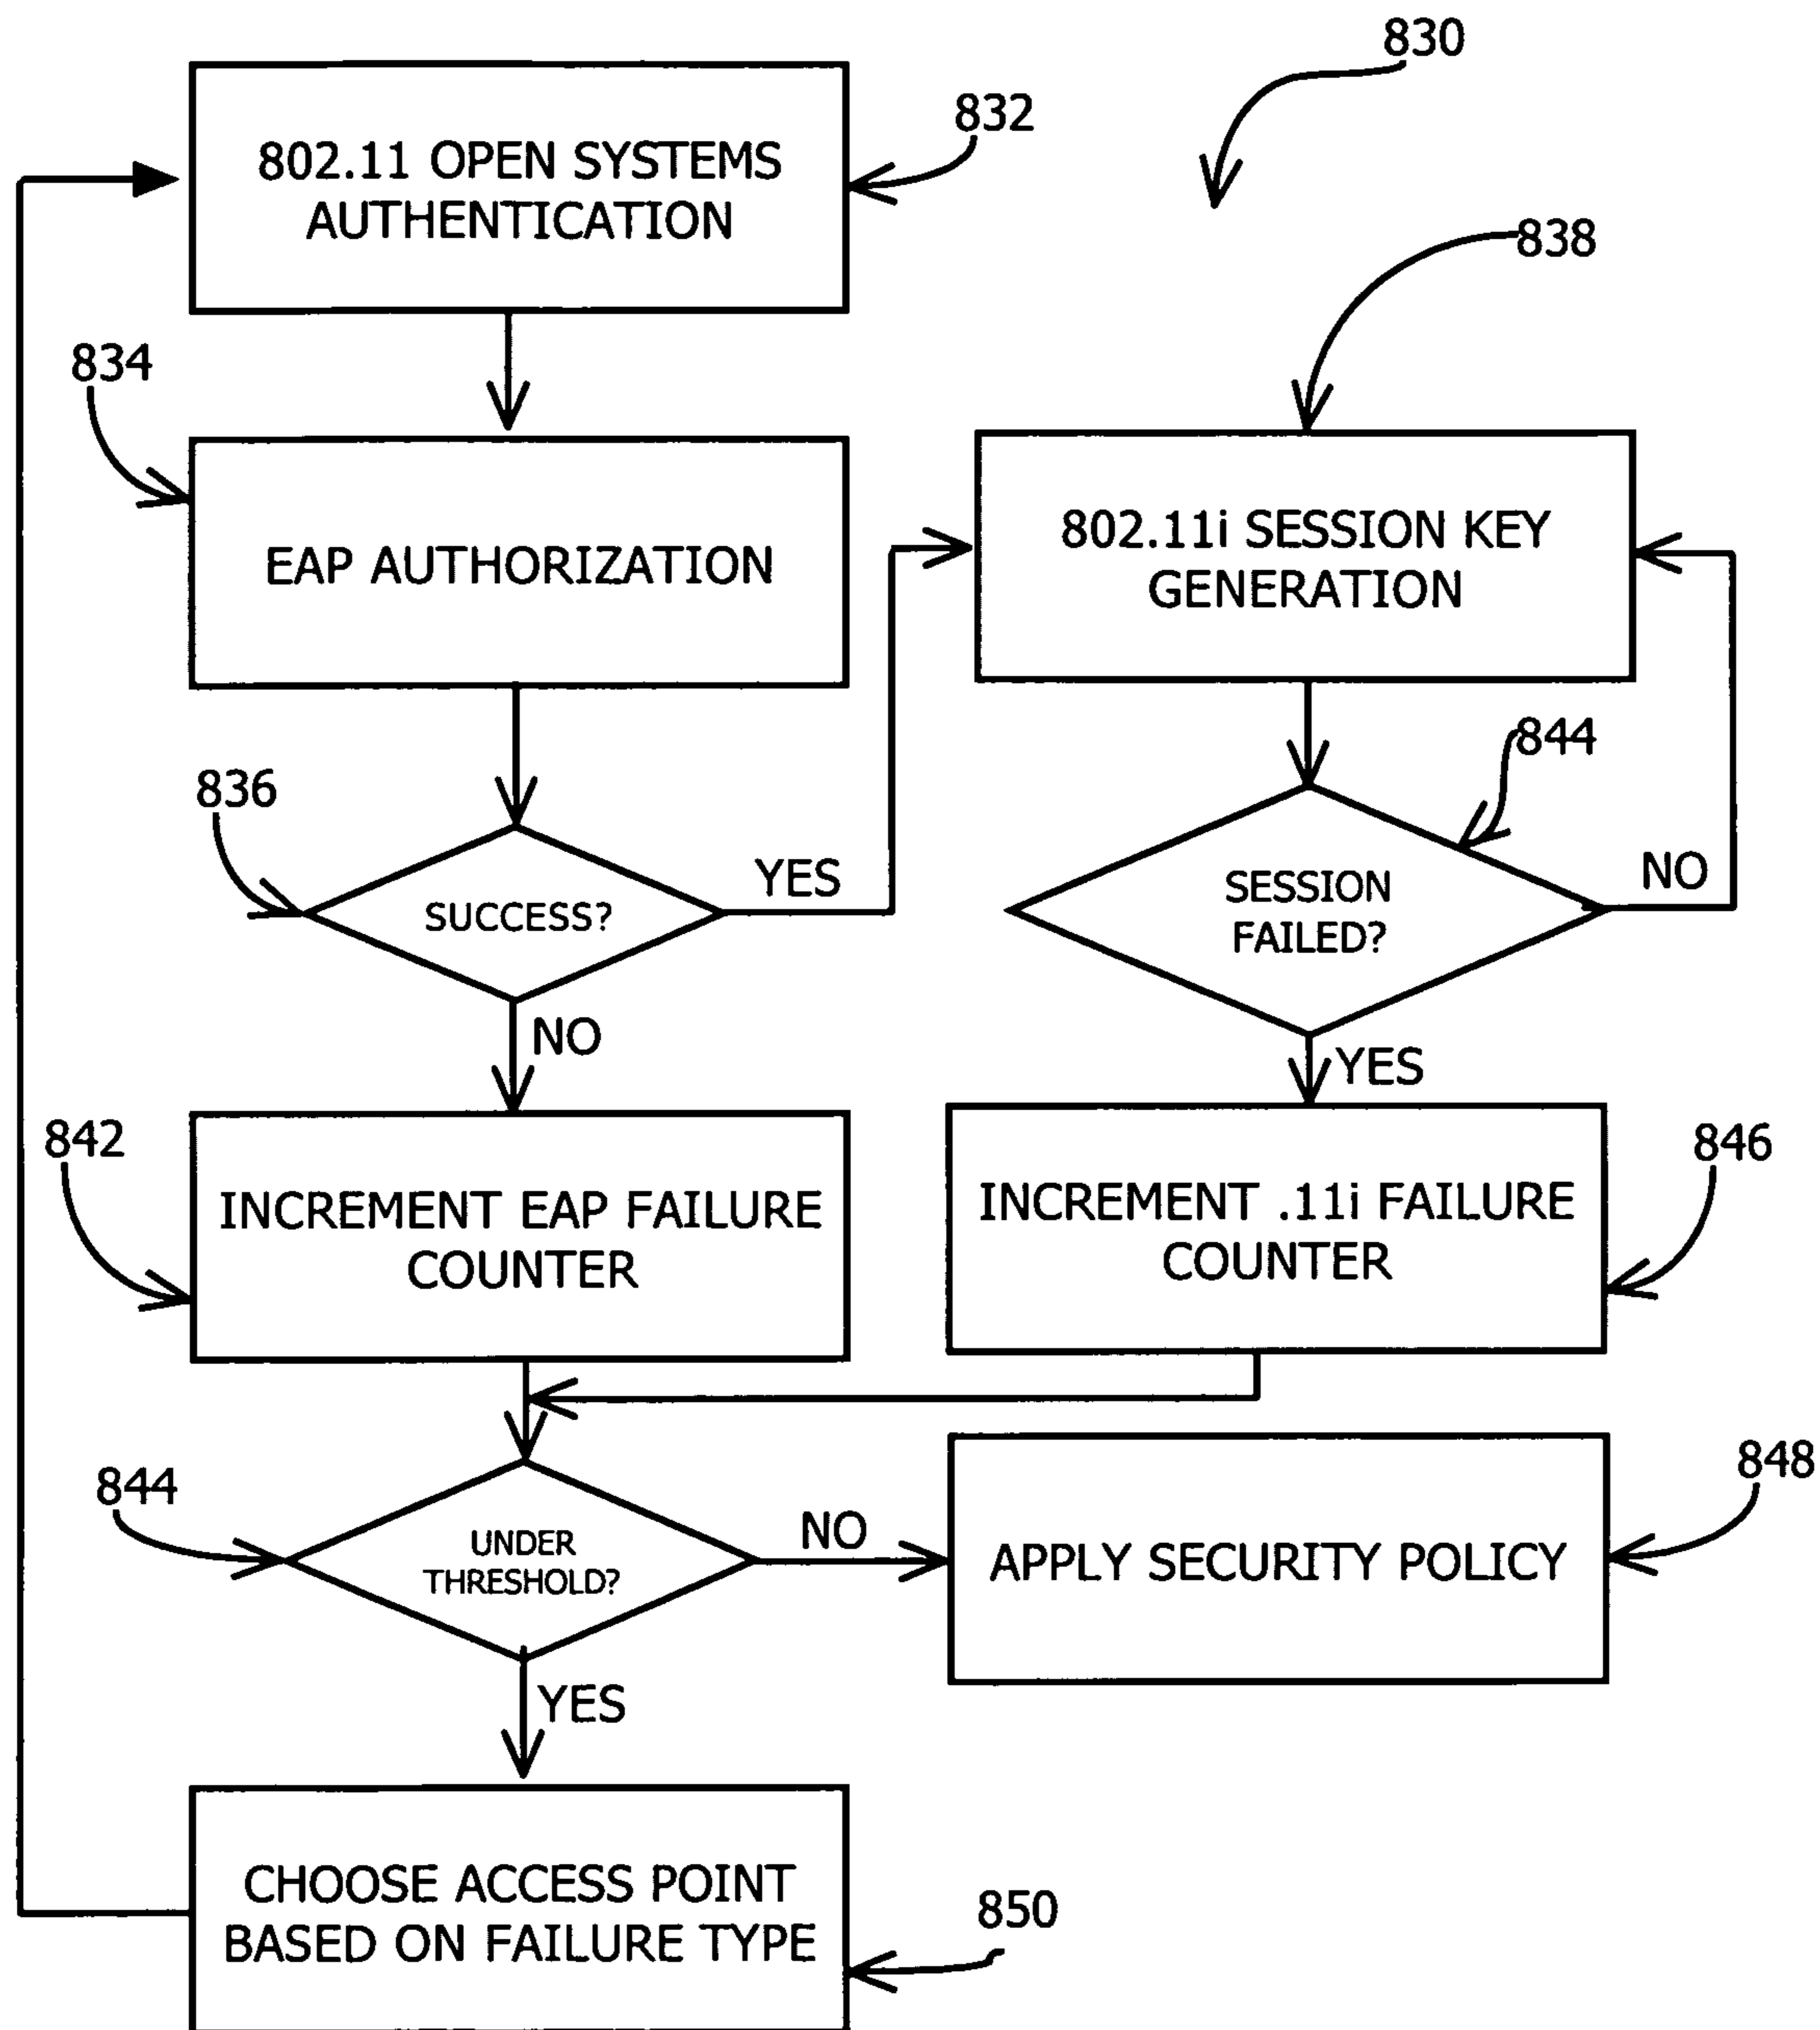 830
832
802.11 OPEN SYSTEMS
AUTHENTICATION
838
834
EAP AUTHORIZATION
802.11i SESSION KEY
GENERATION
844
836
SUCCESS?
YES
SESSION
FAILED?
NO
NO
YES
842
INCREMENT EAP FAILURE
COUNTER
INCREMENT .11i FAILURE
COUNTER
846
844
UNDER
THRESHOLD?
NO
APPLY SECURITY POLICY
848
YES
CHOOSE ACCESS POINT
BASED ON FAILURE TYPE
850